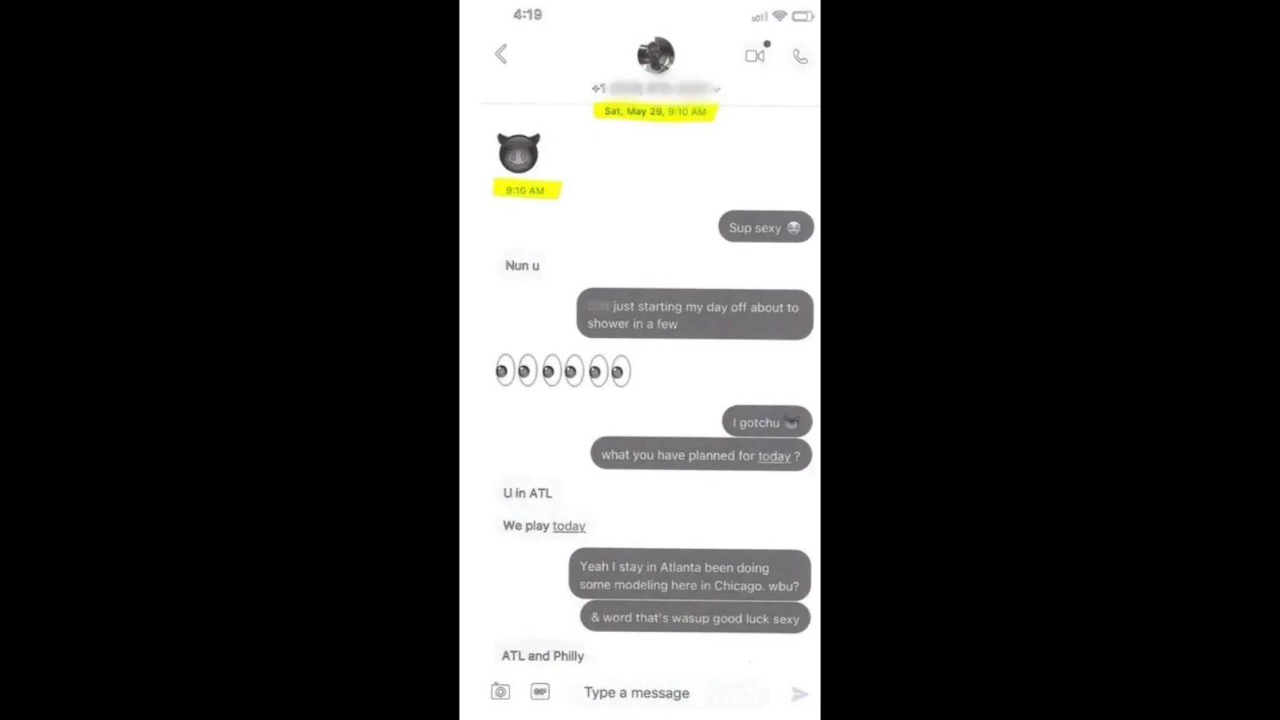 4:19
+1
Sat, May 29, 9:10 AM
9:10 AM
Sup sexy
Nun u
just starting my day off about to
shower in a few
I gotchu
what you have planned for today ?
U in ATL
We play today
Yeah I stay in Atlanta been doing
some modeling here in Chicago. wbu?
& word that's wasup good luck sexy
ATL and Philly
GIF
Type a message